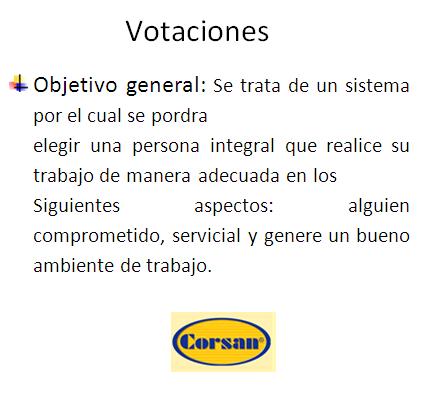 Votaciones
Objetivo general: Se trata de un sistema
por el cual se pordra
elegir una persona integral que realice su
trabajo de manera adecuada en los
Siguientes aspectos: alguien
comprometido, servicial y genere un bueno
ambiente de trabajo.
Corsan®